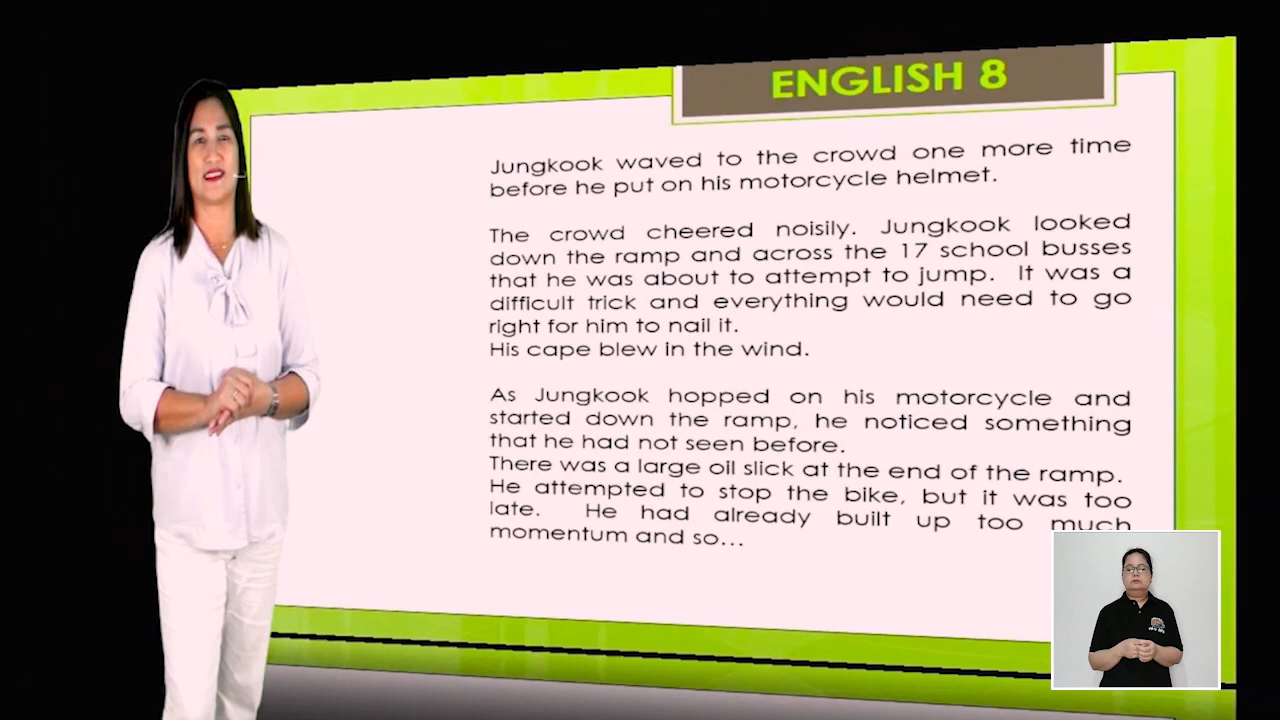 ENGLISH 8
Jungkook waved to the crowd one more time
before he put on his motorcycle helmet.
The crowd cheered noisily. Jungkook looked
down the ramp and across the 17 school busses
that he was about to attempt to jump. It was a
difficult trick and everything would need to go
right for him to nail it.
His cape blew in the wind.
As Jungkook hopped on his motorcycle and
started down the ramp, he noticed something
that he had not seen before.
There was a large oil slick at the end of the ramp.
He attempted to stop the bike, but it was too
late. He had already built up too much
momentum and so...